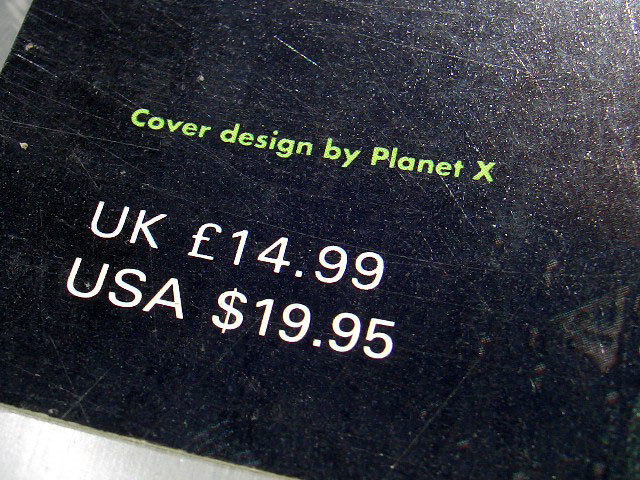 Cover design by Planet X
UK £14.99
USA $19.95